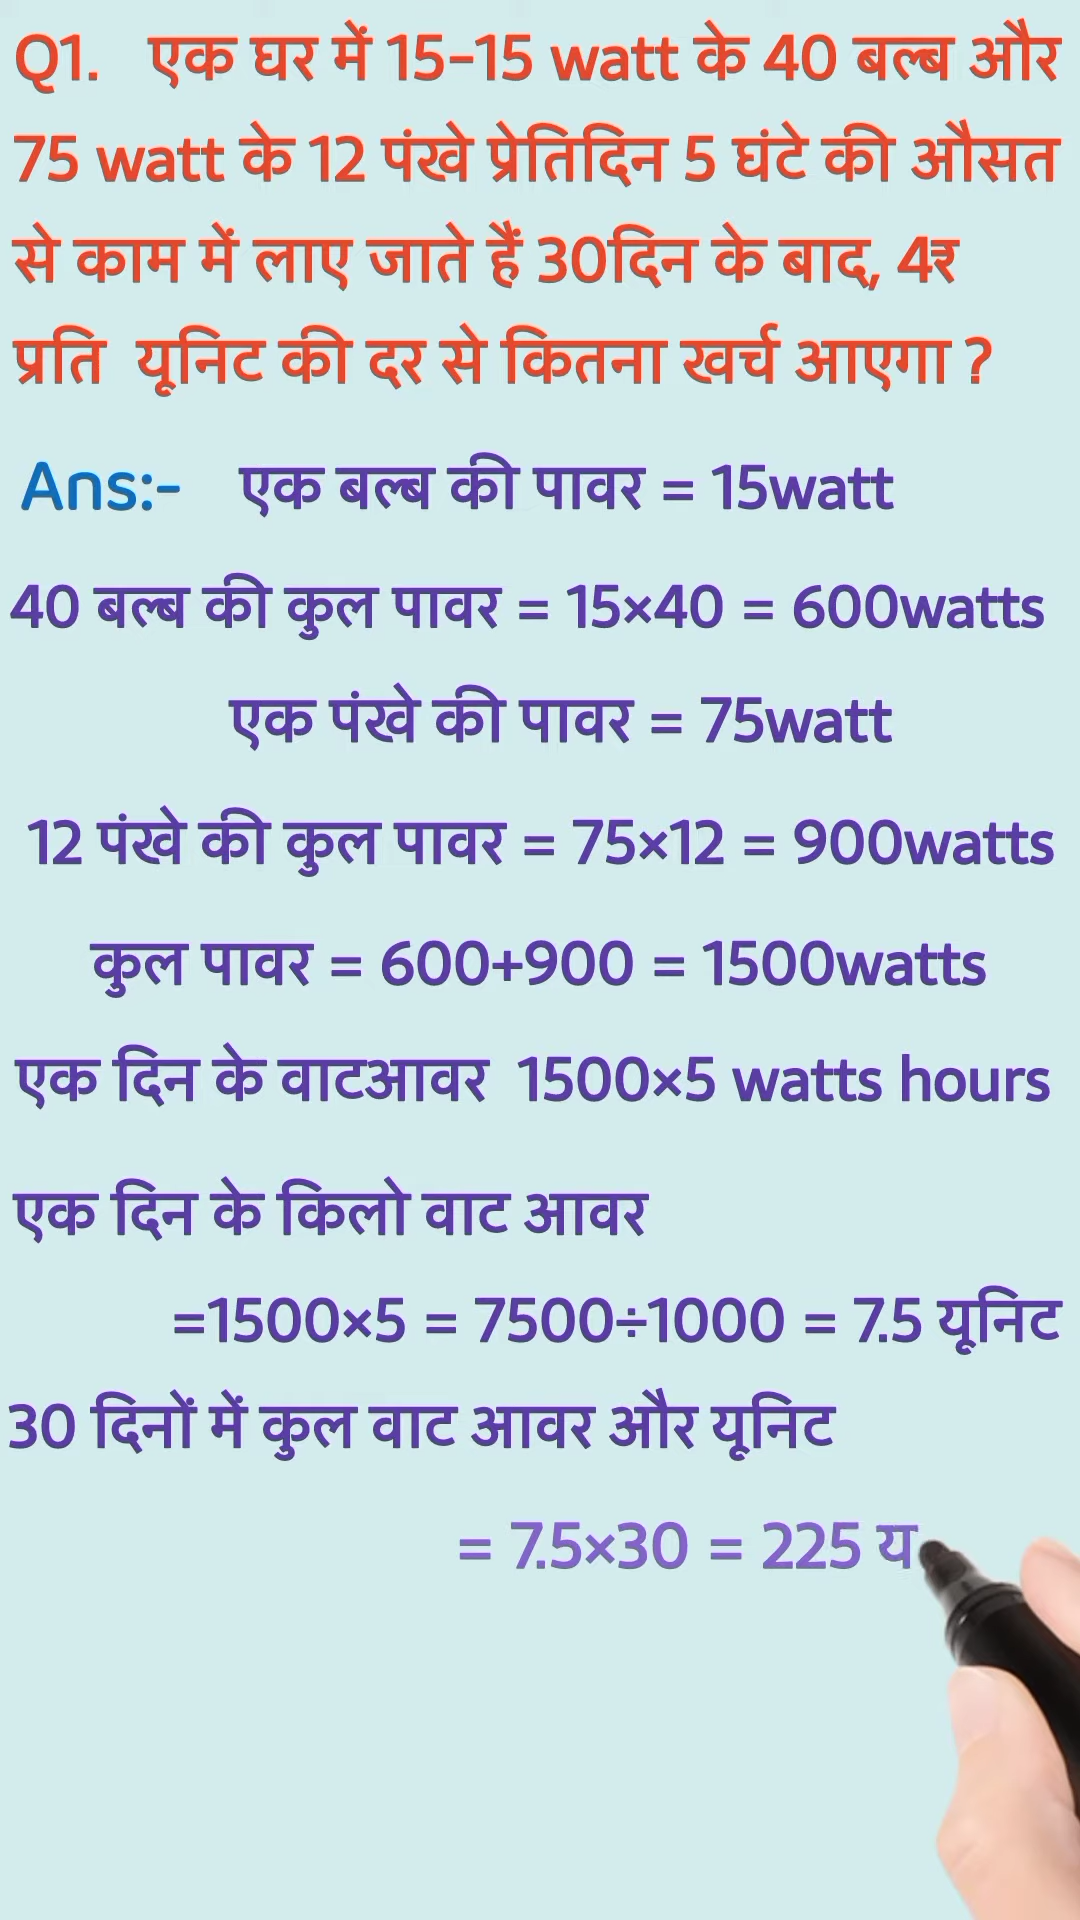 Q1. एक घर में 15-15 watt के 40 बल्ब और
75 watt के 12 पंखे प्रेतिदिन 5 घंटे की औसत
से काम में लाए जाते हैं 30दिन के बाद, 4₹
प्रति यूनिट की दर से कितना खर्च आएगा ?
Ans:- एक बल्ब की पावर = 15watt
40 बल्ब की कुल पावर = 15×40 = 600watts
एक पंखे की पावर = 75watt
12 पंखे की कुल पावर = 75×12 = 900watts
कुल पावर = 600+900 = 1500watts
एक दिन के वाटआवर 1500×5 watts hours
एक दिन के किलो वाट आवर
=1500×5 = 7500÷1000 = 7.5 यूनिट
30 दिनों में कुल वाट आवर और यूनिट
= 7.5×30 = 225 य